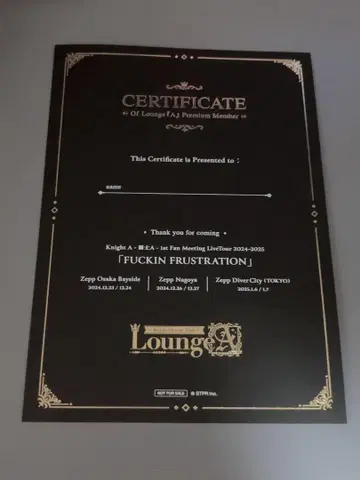 CERTIFICATE
Of Lounge『A』Premium Member
This Certificate is Presented to :
NAME
Thank you for coming
Knight A - 騎士A - 1st Fan Meeting LiveTour 2024-2025
「FUCKIN FRUSTRATION」
Zepp Osaka Bayside
2024.12.23 / 12.24
Zepp Nagoya
2024.12.26 / 12.27
Zepp DiverCity (TOKYO)
2025.1.6 / 1.7
Lounge A
NOT FOR SALE © STPR Inc.